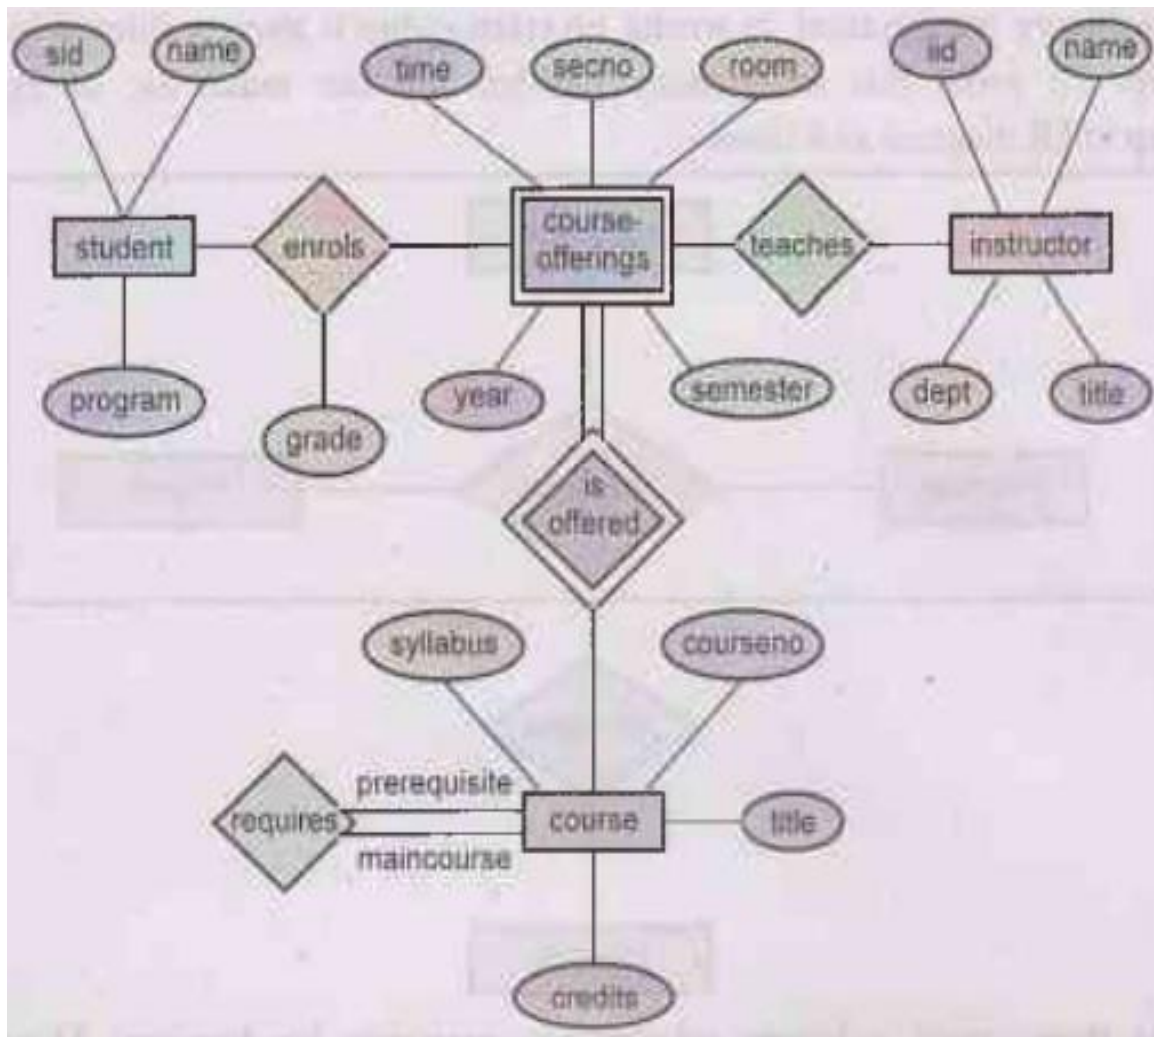 sid
name
time
secno
room
iid
name
student
enrols
course-
offerings
teaches
instructor
program
grade
year
semester
dept
title
is
offered
syllabus
courseno
requires
prerequisite
maincourse
course
title
credits